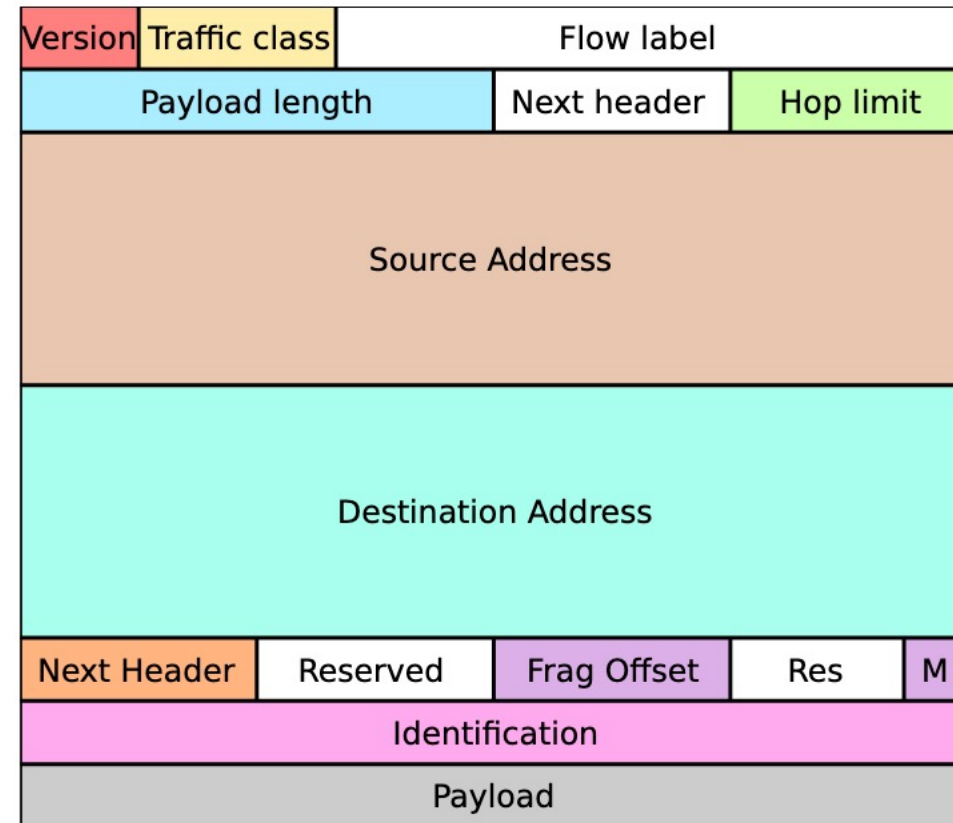 Version Traffic class Flow label
Payload length Next header Hop limit
Source Address
Destination Address
Next Header Reserved Frag Offset Res M
Identification
Payload